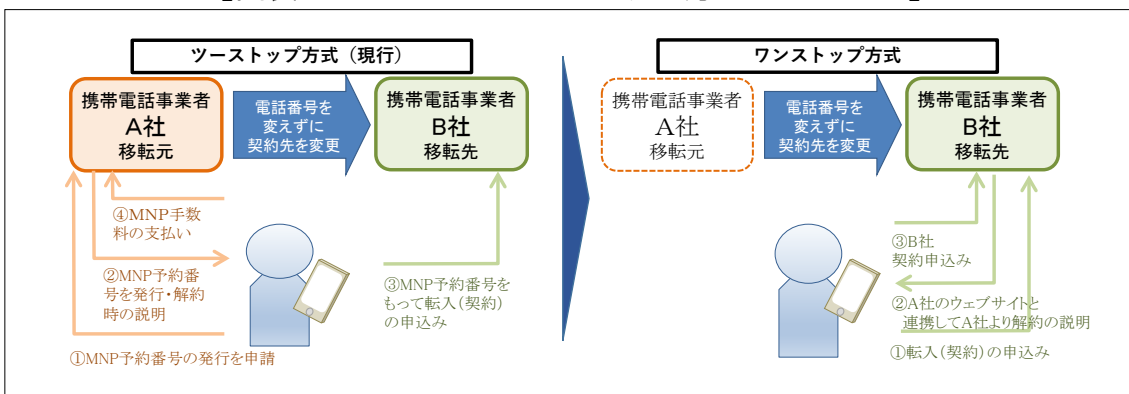 ツーストップ方式（現行）
携帯電話事業者
A社
移転元
電話番号を
変えずに
契約先を変更
携帯電話事業者
B社
移転先
④MNP手数
料の支払い
②MNP予約番
号を発行・解約
時の説明
①MNP予約番号の発行を申請
③MNP予約番号を
もって転入（契約）
の申込み
ワンストップ方式
携帯電話事業者
A社
移転元
電話番号を
変えずに
契約先を変更
携帯電話事業者
B社
移転先
③B社
契約申込み
②A社のウェブサイトと
連携してA社より解約の説明
①転入（契約）の申込み